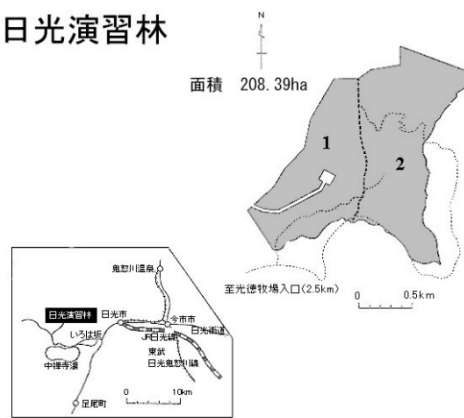 日光演習林
N
面積 208.39ha
1
2
至光徳牧場入口(2.5km)
0 0.5km
鬼怒川温泉
日光演習林
日光市
今市市
いろは坂
日光街道
JR日光線
中禅寺湖
東武
日光鬼怒川線
足尾町
0 10km